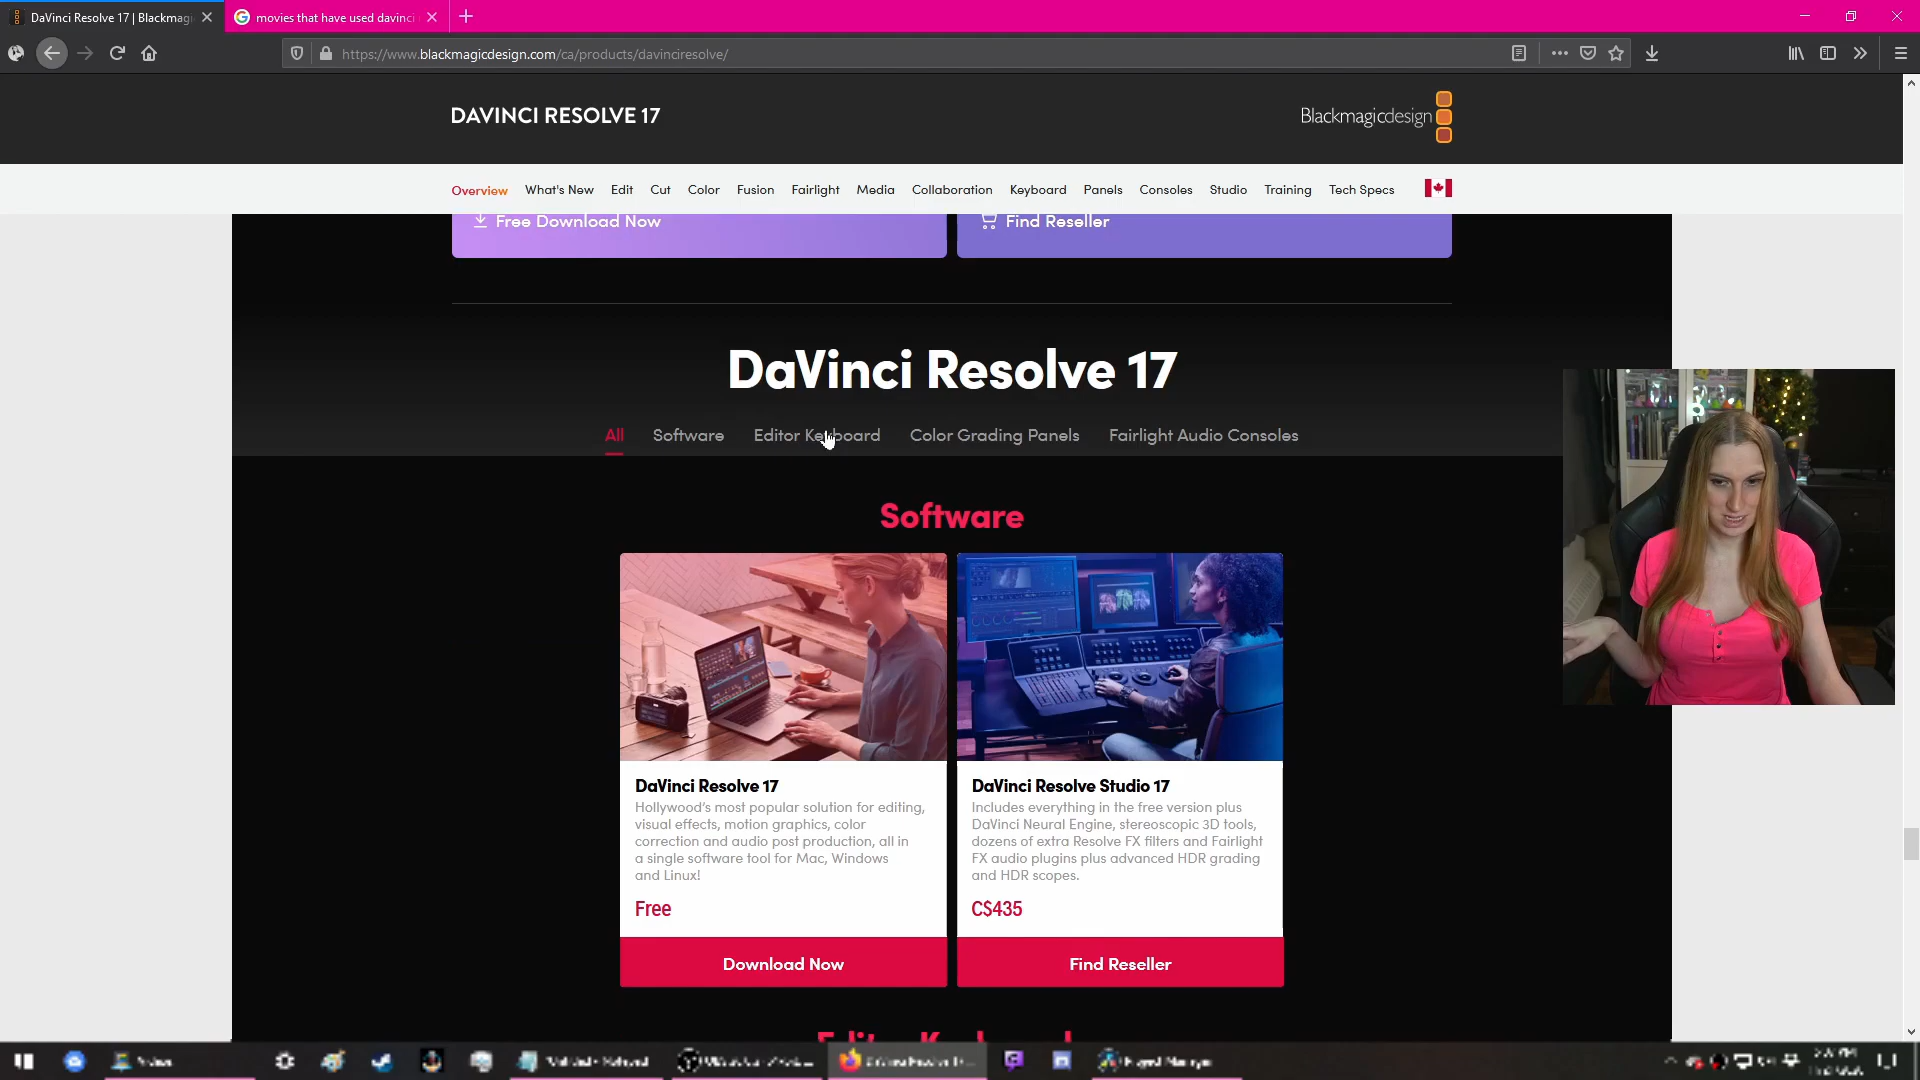 DaVinci Resolve 17 | Blackmagi
movies that have used davinci
https://www.blackmagicdesign.com/ca/products/davinciresolve/
DAVINCI RESOLVE 17
Blackmagicdesign
Overview What's New Edit Cut Color Fusion Fairlight Media Collaboration Keyboard Panels Consoles Studio Training Tech Specs
Free Download Now
Find Reseller
DaVinci Resolve 17
All Software Editor Keyboard Color Grading Panels Fairlight Audio Consoles
Software
DaVinci Resolve 17
Hollywood's most popular solution for editing,
visual effects, motion graphics, color
correction and audio post production, all in
a single software tool for Mac, Windows
and Linux!
Free
Download Now
DaVinci Resolve Studio 17
Includes everything in the free version plus
DaVinci Neural Engine, stereoscopic 3D tools,
dozens of extra Resolve FX filters and Fairlight
FX audio plugins plus advanced HDR grading
and HDR scopes.
C$435
Find Reseller
Editor Keyboard